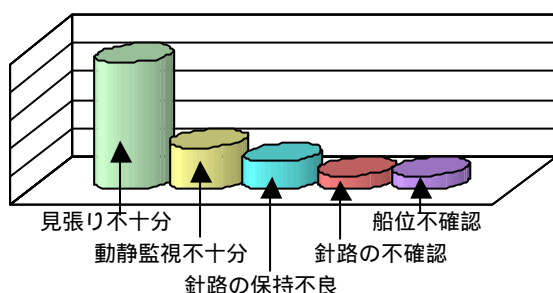 見張り不十分
動静監視不十分
針路の保持不良
針路の不確認
船位不確認